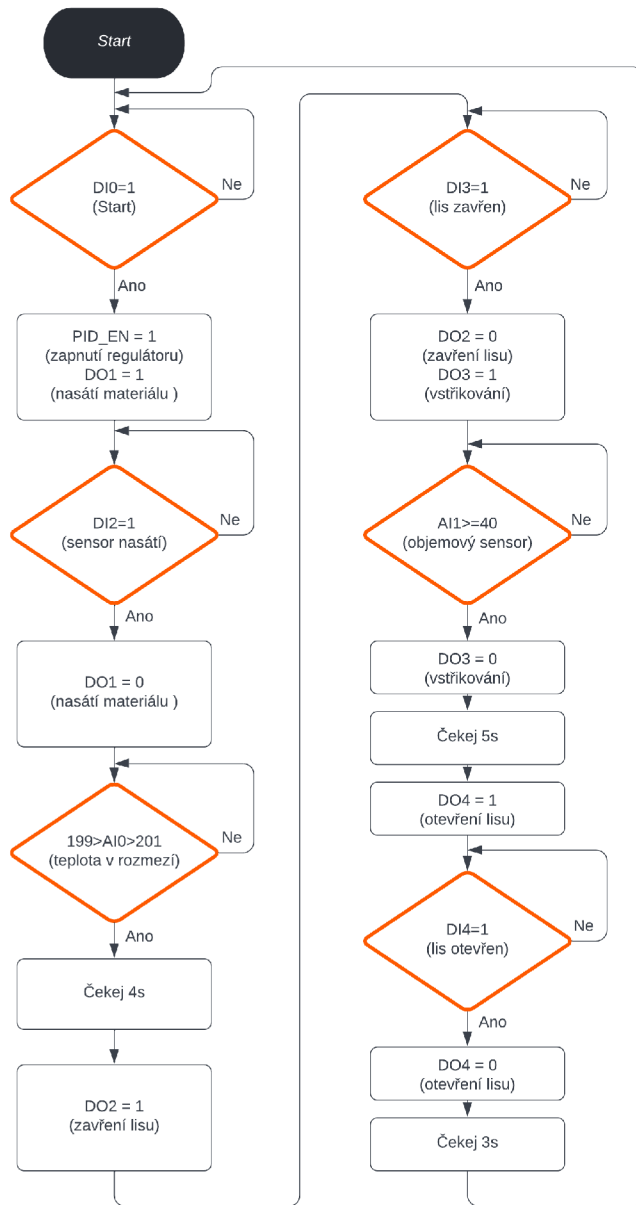 Start
DI0=1
(Start)
Ne
Ano
PID_EN = 1
(zapnutí regulátoru)
DO1 = 1
(nasátí materiálu )
DI2=1
(sensor nasátí)
Ne
Ano
DO1 = 0
(nasátí materiálu )
199>AI0>201
(teplota v rozmezí)
Ne
Ano
Čekej 4s
DO2 = 1
(zavření lisu)
DI3=1
(lis zavřen)
Ne
Ano
DO2 = 0
(zavření lisu)
DO3 = 1
(vstřikování)
AI1>=40
(objemový sensor)
Ne
Ano
DO3 = 0
(vstřikování)
Čekej 5s
DO4 = 1
(otevření lisu)
DI4=1
(lis otevřen)
Ne
Ano
DO4 = 0
(otevření lisu)
Čekej 3s